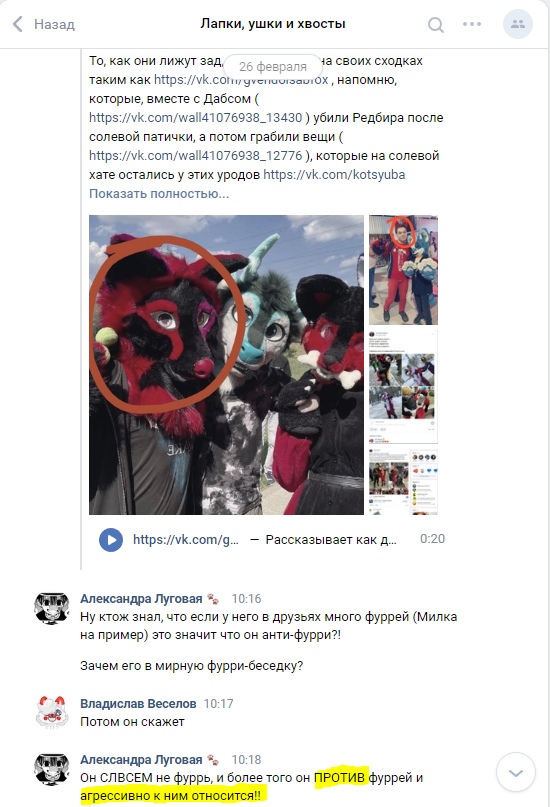 Назад
Лапки, ушки и хвосты
То, как они лижут зад, на своих сходках
26 февраля
таким как https://vk.com/gvendolsabfox , напомню,
которые, вместе с Дабсом (
https://vk.com/wall41076938_13430 ) убили Редбира после
солевой патички, а потом грабили вещи (
https://vk.com/wall41076938_12776 ), которые на солевой
хате остались у этих уродов https://vk.com/kotsyuba
Показать полностью...
https://vk.com/g... — Рассказывает как д... 0:20
Александра Луговая 10:16
Ну ктож знал, что если у него в друзьях много фуррей (Милка
на пример) это значит что он анти-фурри?!
Зачем его в мирную фурри-беседку?
Владислав Веселов 10:17
Потом он скажет
Александра Луговая 10:18
Он СЛВСЕМ не фуррь, и более того он ПРОТИВ фуррей и
агрессивно к ним относится!!